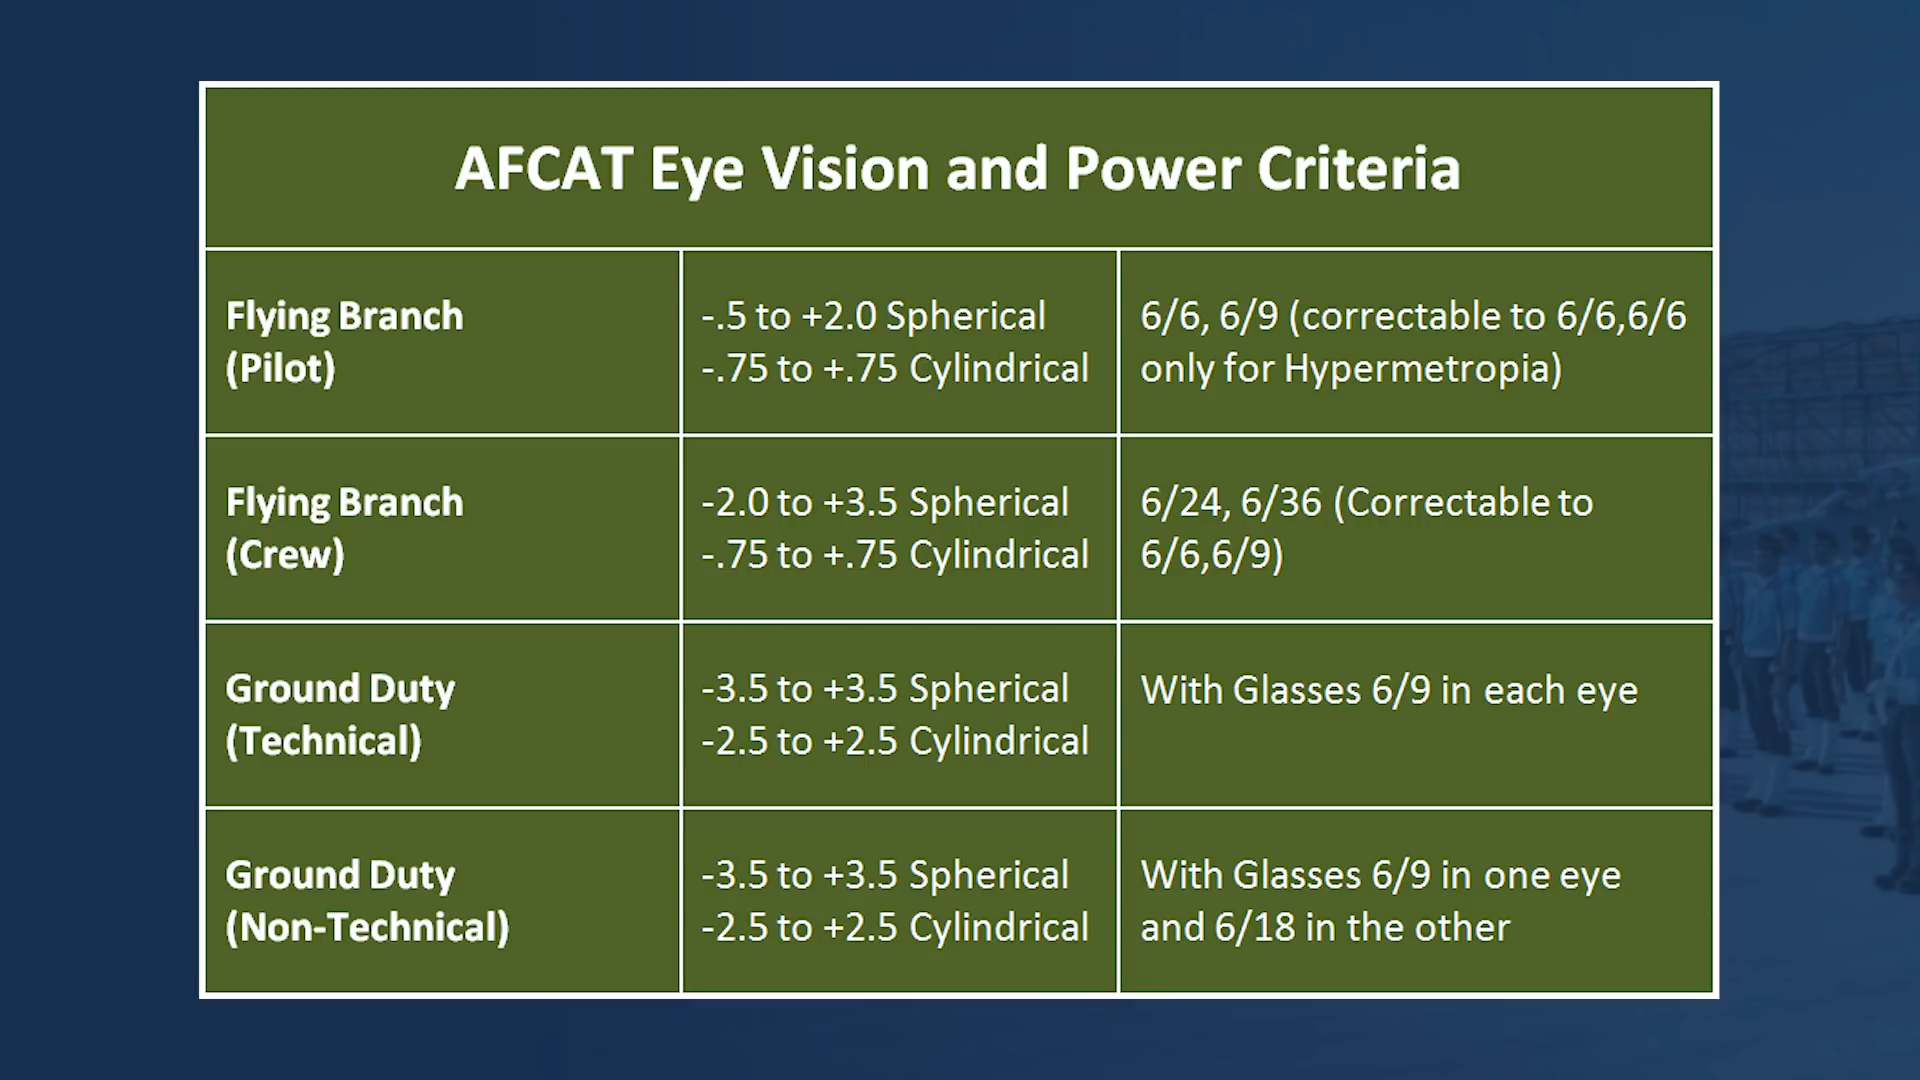 AFCAT Eye Vision and Power Criteria
Flying Branch
(Pilot)
-.5 to +2.0 Spherical
-.75 to +.75 Cylindrical
6/6, 6/9 (correctable to 6/6,6/6
only for Hypermetropia)
Flying Branch
(Crew)
-2.0 to +3.5 Spherical
-.75 to +.75 Cylindrical
6/24, 6/36 (Correctable to
6/6,6/9)
Ground Duty
(Technical)
-3.5 to +3.5 Spherical
-2.5 to +2.5 Cylindrical
With Glasses 6/9 in each eye
Ground Duty
(Non-Technical)
-3.5 to +3.5 Spherical
-2.5 to +2.5 Cylindrical
With Glasses 6/9 in one eye
and 6/18 in the other